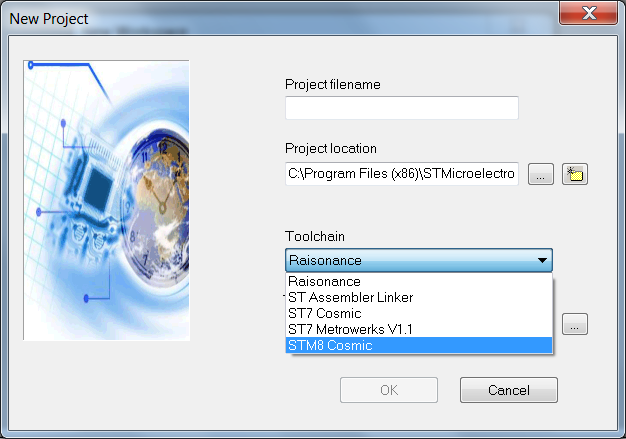 New Project
Project filename
Project location
C:\Program Files (x86)\STMicroelectro
...
Toolchain
Raisonance
Raisonance
ST Assembler Linker
ST7 Cosmic
ST7 Metrowerks V1.1
STM8 Cosmic
...
OK
Cancel